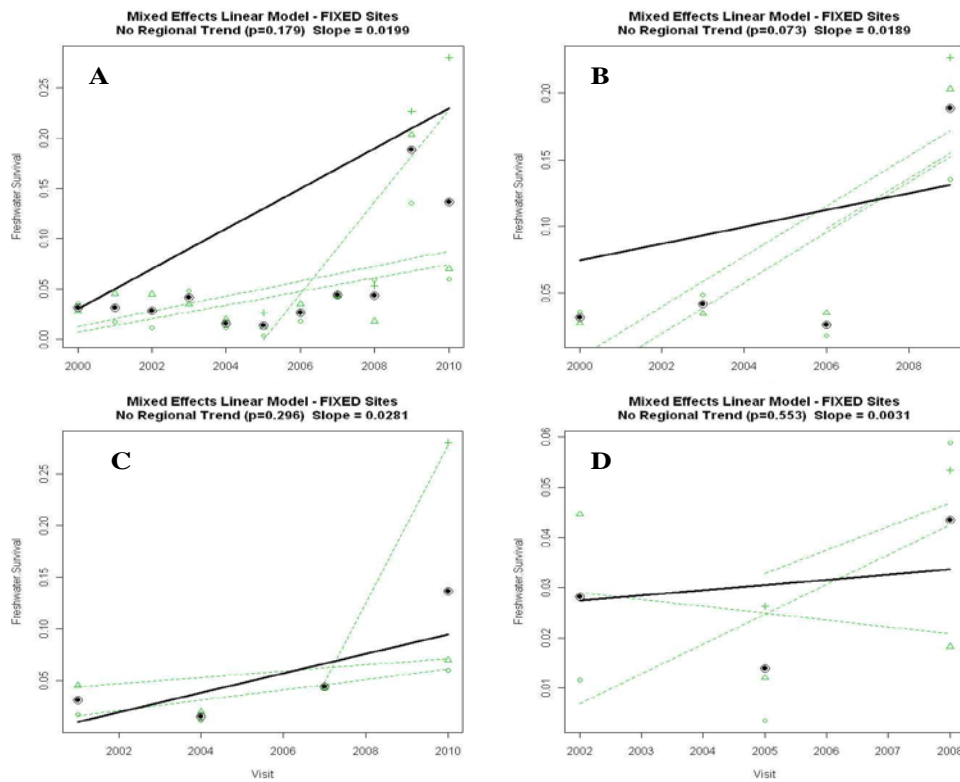 Mixed Effects Linear Model - FIXED Sites
No Regional Trend (p=0.179) Slope = 0.0199
A
Freshwater.Survival
0.25
0.20
0.15
0.10
0.05
0.00
2000 2002 2004 2006 2008 2010
Mixed Effects Linear Model - FIXED Sites
No Regional Trend (p=0.073) Slope = 0.0189
B
Freshwater.Survival
0.20
0.15
0.10
0.05
2000 2002 2004 2006 2008
Mixed Effects Linear Model - FIXED Sites
No Regional Trend (p=0.296) Slope = 0.0281
C
Freshwater.Survival
0.25
0.20
0.15
0.10
0.05
2002 2004 2006 2008 2010
Visit
Mixed Effects Linear Model - FIXED Sites
No Regional Trend (p=0.553) Slope = 0.0031
D
Freshwater.Survival
0.06
0.05
0.04
0.03
0.02
0.01
2002 2003 2004 2005 2006 2007 2008
Visit